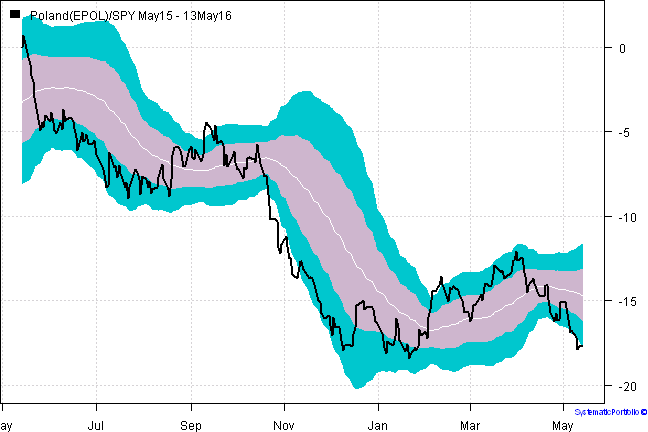 Poland(EPOL)/SPY May15 - 13May16
0
-5
-10
-15
-20
ay Jul Sep Nov Jan Mar May
SystematicPortfolio ©